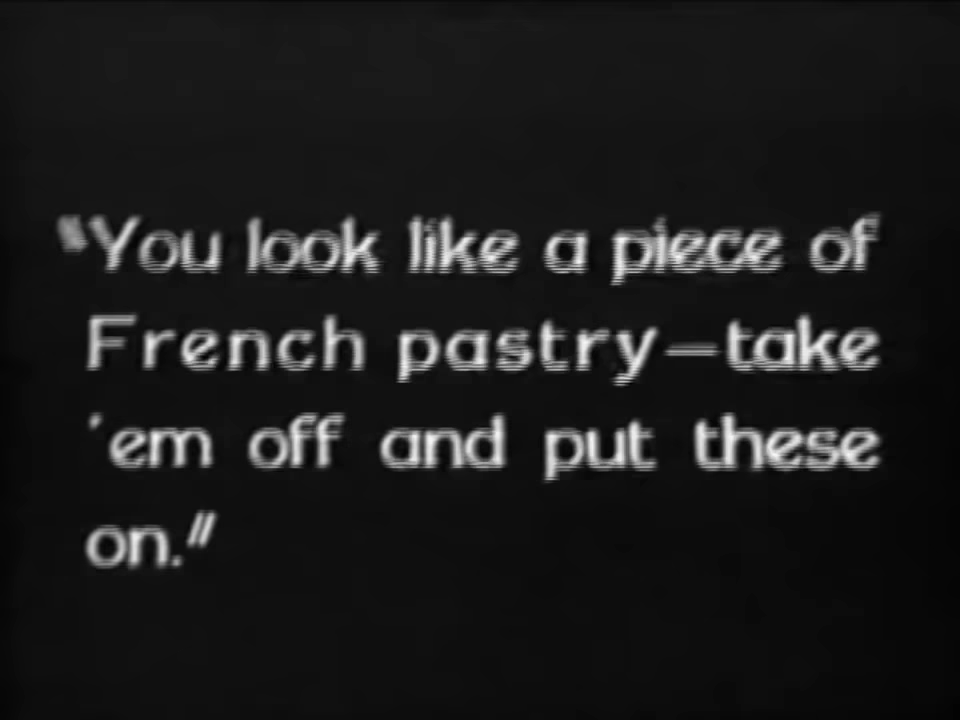 "You look like a piece of
French pastry—take
'em off and put these
on."